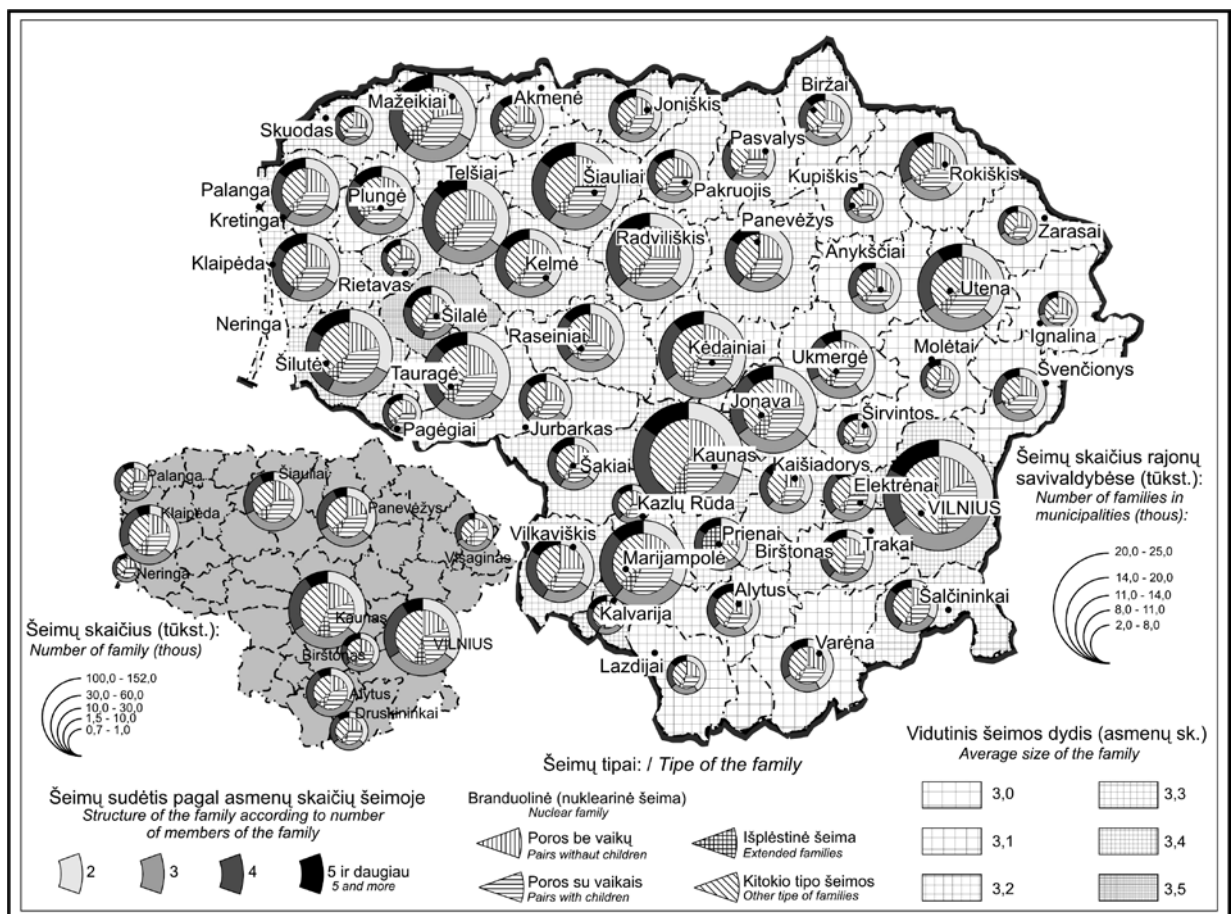 Mažeikiai
Akmenė
Joniškis
Biržai
Skuodas
Pasvalys
Palanga
Plungė
Telšiai
Šiauliai
Pakruojis
Kupiškis
Rokiškis
Kretinga
Radviliškis
Panevėžys
Zarasai
Klaipėda
Kelmė
Anykščiai
Rietavas
Utena
Šilalė
Neringa
Raseiniai
Ignalina
Kėdainiai
Ukmergė
Molėtai
Šilutė
Tauragė
Švenčionys
Jonava
Širvintos
Pagėgiai
Jurbarkas
Kaunas
Šakiai
Kaišiadorys
Elektrėnai
VILNIUS
Kazlų Rūda
Vilkaviškis
Prienai
Marijampolė
Birštonas
Trakai
Alytus
Šalčininkai
Kalvarija
Varėna
Lazdijai
Palanga
Šiauliai
Klaipėda
Panevėžys
Visaginas
Neringa
Kaunas
Birštonas
VILNIUS
Alytus
Druskininkai
Šeimų skaičius (tūkst.):
Number of family (thous)
100,0 - 152,0
30,0 - 60,0
10,0 - 30,0
1,5 - 10,0
0,7 - 1,0
Šeimų skaičius rajonų
savivaldybėse (tūkst.):
Number of families in
municipalities (thous):
20,0 - 25,0
14,0 - 20,0
11,0 - 14,0
8,0 - 11,0
2,0 - 8,0
Šeimų sudėtis pagal asmenų skaičių šeimoje
Structure of the family according to number
of members of the family
2
3
4
5 ir daugiau
5 and more
Šeimų tipai: / Tipe of the family
Branduolinė (nuklearinė šeima)
Nuclear family
Poros be vaikų
Pairs without children
Poros su vaikais
Pairs with children
Išplėstinė šeima
Extended families
Kitokio tipo šeimos
Other type of families
Vidutinis šeimos dydis (asmenų sk.)
Average size of the family
3,0
3,3
3,1
3,4
3,2
3,5